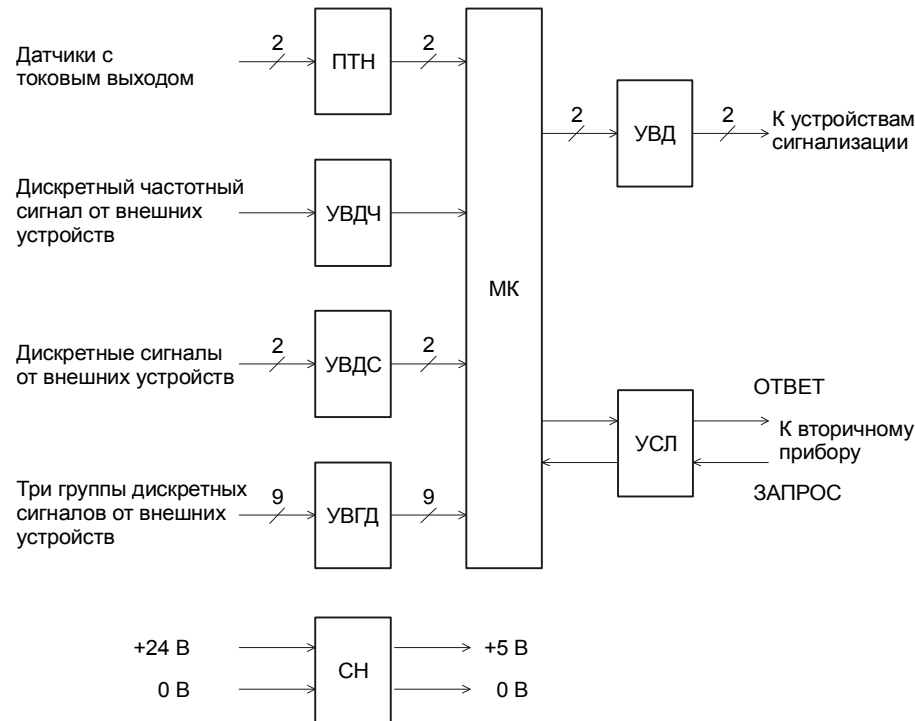 Датчики с
токовым выходом
2
ПТН
2
Дискретный частотный
сигнал от внешних
устройств
УВДЧ
Дискретные сигналы
от внешних устройств
2
УВДС
2
Три группы дискретных
сигналов от внешних
устройств
9
УВГД
9
МК
2
УВД
2
К устройствам
сигнализации
УСЛ
ОТВЕТ
К вторичному
прибору
ЗАПРОС
+24 В
0 В
СН
+5 В
0 В